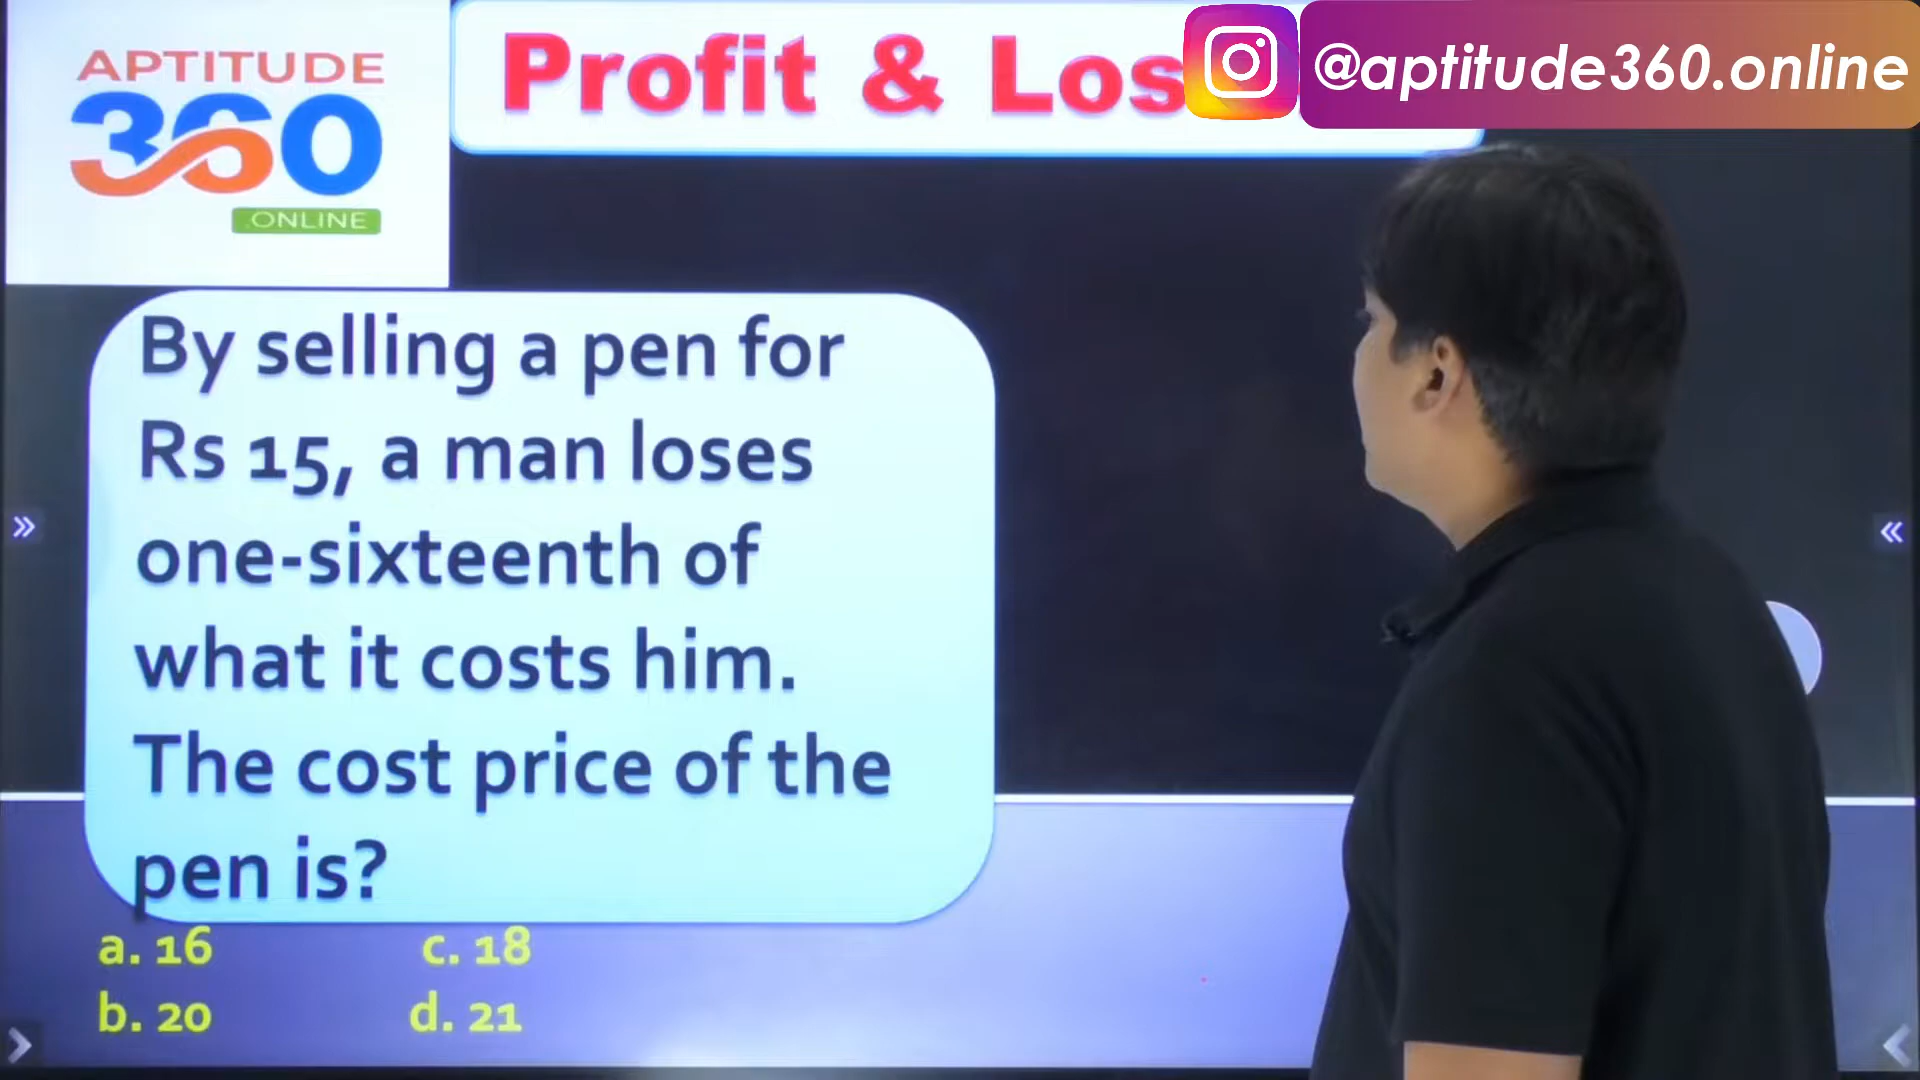 APTITUDE
360
.ONLINE
Profit & Los
@aptitude360.online
By selling a pen for
Rs 15, a man loses
one-sixteenth of
what it costs him.
The cost price of the
pen is?
a. 16 c. 18
b. 20 d. 21